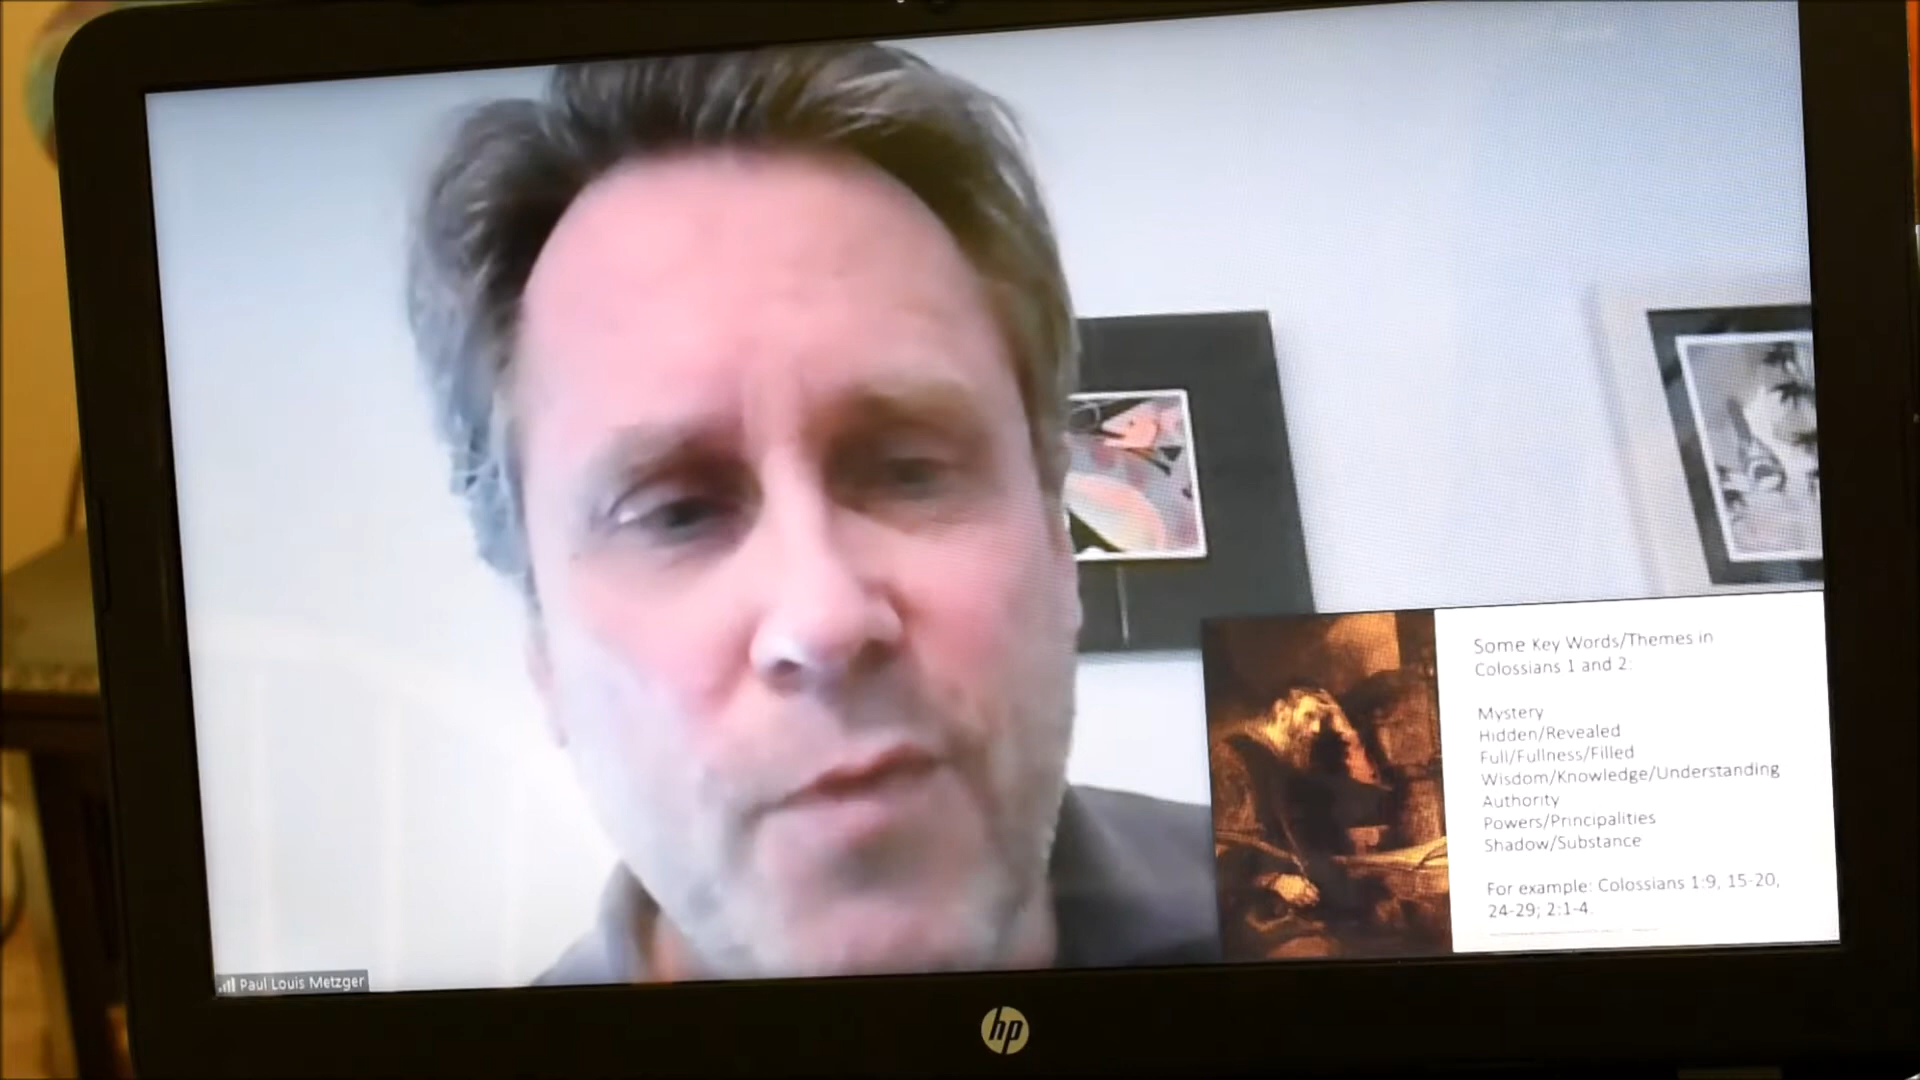 Some Key Words/Themes in
Colossians 1 and 2:
Mystery
Hidden/Revealed
Full/Fullness/Filled
Wisdom/Knowledge/Understanding
Authority
Powers/Principalities
Shadow/Substance
For example: Colossians 1:9, 15-20,
24-29; 2:1-4.
Paul Louis Metzger
hp